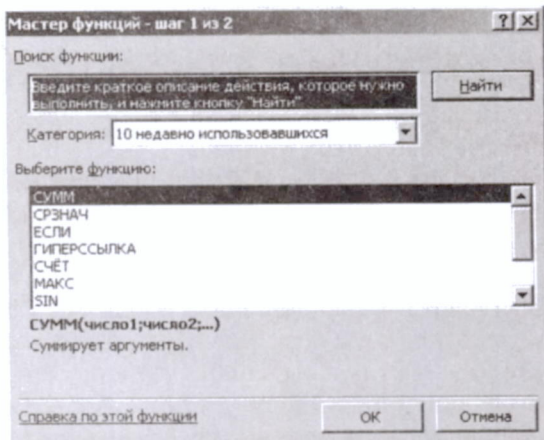 Мастер функций - шаг 1 из 2
Поиск функции:
Введите краткое описание действия, которое нужно
выполнить, и нажмите кнопку "Найти"
Найти
Категория: 10 недавно использовавшихся
Выберите функцию:
СУММ
СРЗНАЧ
ЕСЛИ
ГИПЕРССЫЛКА
СЧЁТ
МАКС
SIN
СУММ(число1;число2;...)
Суммирует аргументы.
Справка по этой функции
ОК
Отмена